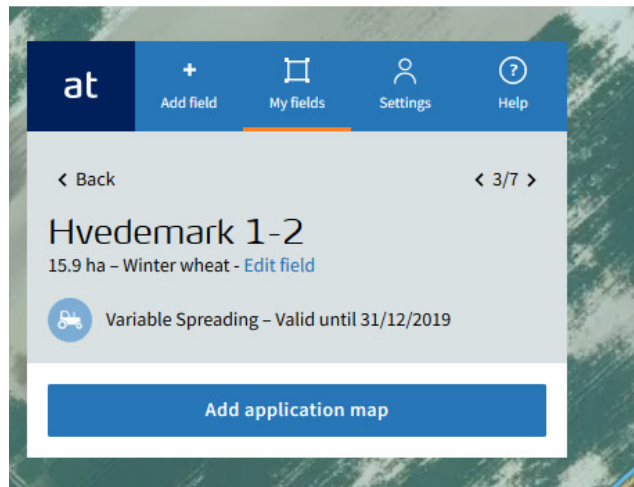 at
+ Add field
My fields
Settings
? Help
< Back
< 3/7 >
Hvedemark 1-2
15.9 ha – Winter wheat - Edit field
Variable Spreading – Valid until 31/12/2019
Add application map